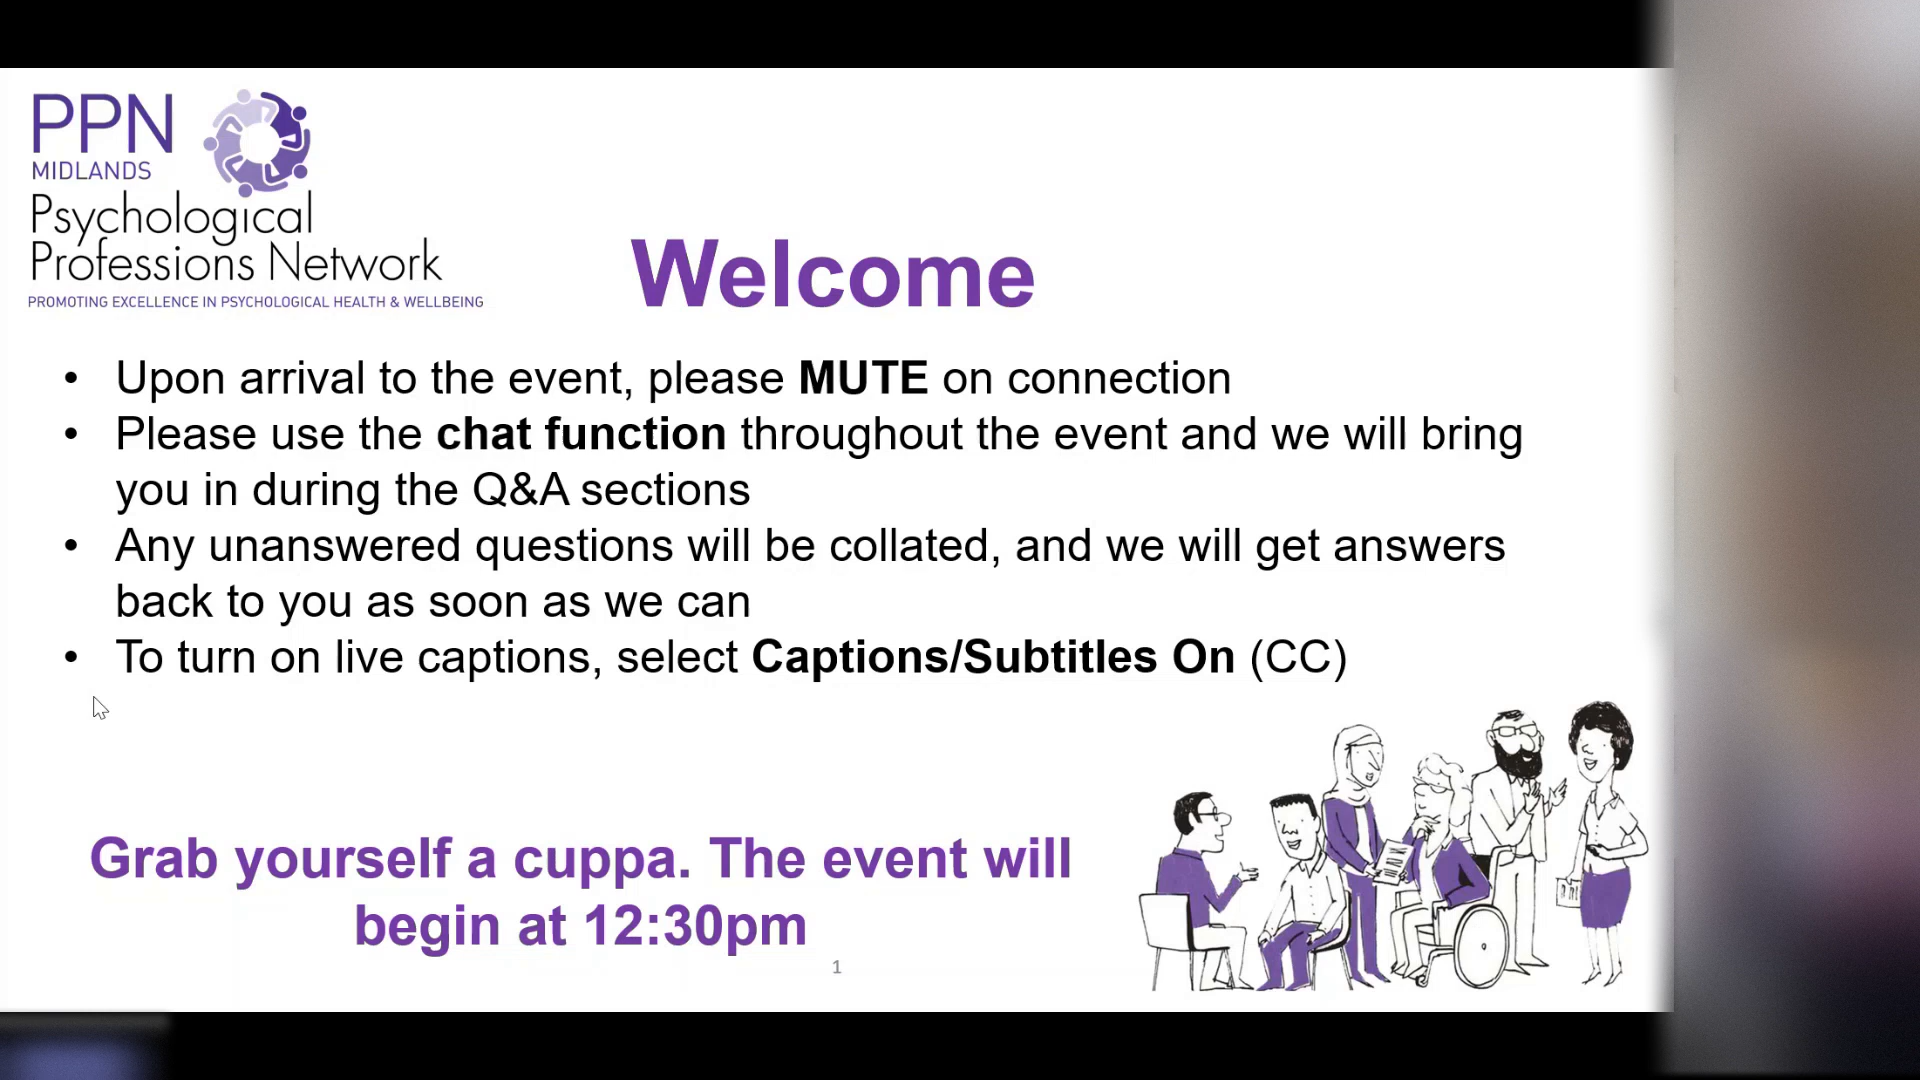 PPN
MIDLANDS
Psychological
Professions Network
PROMOTING EXCELLENCE IN PSYCHOLOGICAL HEALTH & WELLBEING
Welcome
• Upon arrival to the event, please MUTE on connection
• Please use the chat function throughout the event and we will bring
you in during the Q&A sections
• Any unanswered questions will be collated, and we will get answers
back to you as soon as we can
• To turn on live captions, select Captions/Subtitles On (CC)
Grab yourself a cuppa. The event will
begin at 12:30pm
1